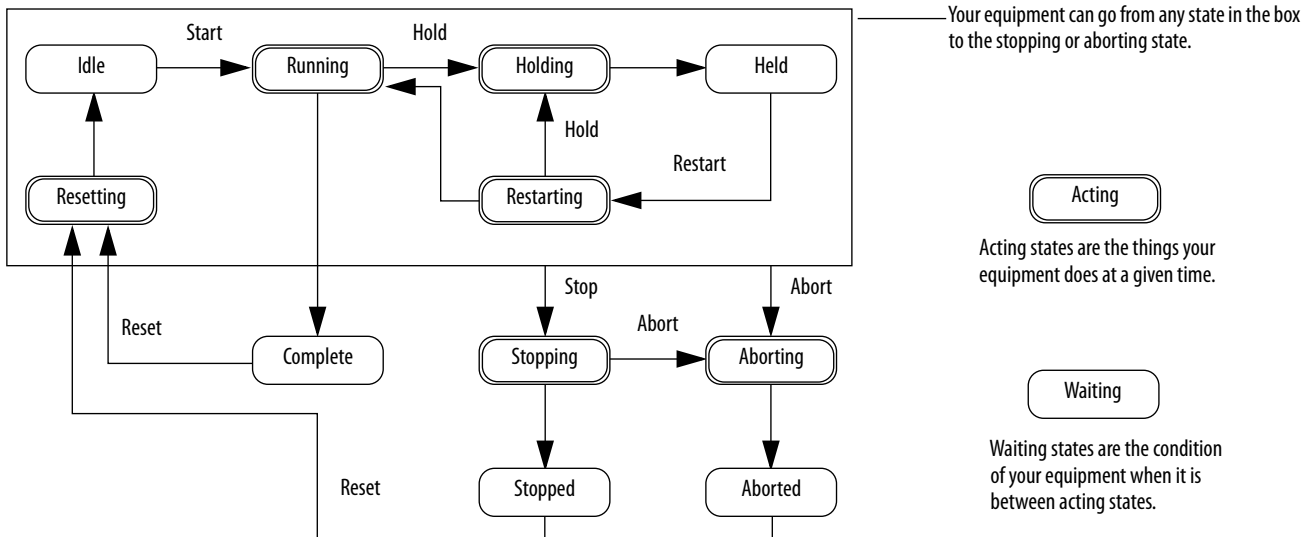 Your equipment can go from any state in the box
to the stopping or aborting state.
Start
Hold
Idle
Running
Holding
Held
Hold
Restart
Resetting
Restarting
Acting
Acting states are the things your
equipment does at a given time.
Stop
Abort
Reset
Abort
Complete
Stopping
Aborting
Waiting
Waiting states are the condition
of your equipment when it is
between acting states.
Reset
Stopped
Aborted